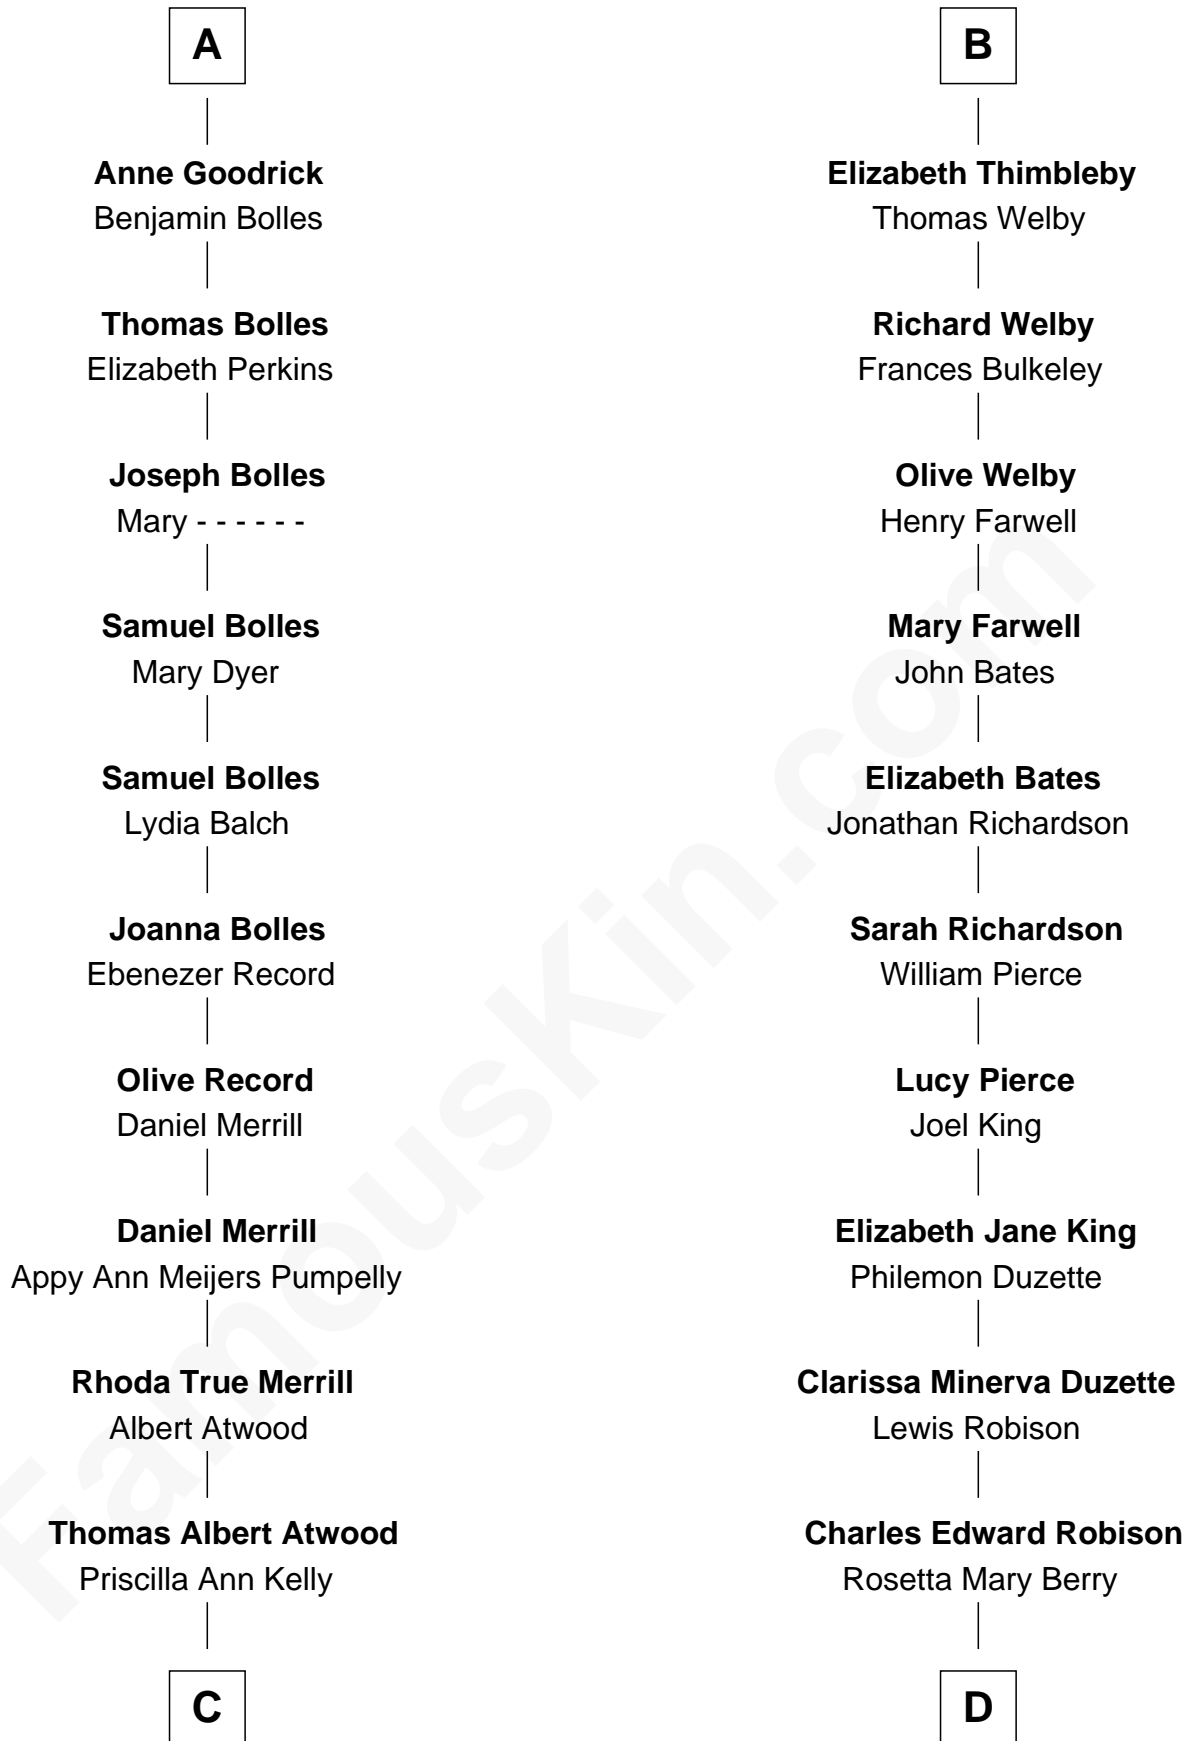 A
Anne Goodrick
Benjamin Bolles
Thomas Bolles
Elizabeth Perkins
Joseph Bolles
Mary - - - - - -
Samuel Bolles
Mary Dyer
Samuel Bolles
Lydia Balch
Joanna Bolles
Ebenezer Record
Olive Record
Daniel Merrill
Daniel Merrill
Appy Ann Meijers Pumpelly
Rhoda True Merrill
Albert Atwood
Thomas Albert Atwood
Priscilla Ann Kelly
C
B
Elizabeth Thimbleby
Thomas Welby
Richard Welby
Frances Bulkeley
Olive Welby
Henry Farwell
Mary Farwell
John Bates
Elizabeth Bates
Jonathan Richardson
Sarah Richardson
William Pierce
Lucy Pierce
Joel King
Elizabeth Jane King
Philemon Duzette
Clarissa Minerva Duzette
Lewis Robison
Charles Edward Robison
Rosetta Mary Berry
D
FamousKin.com